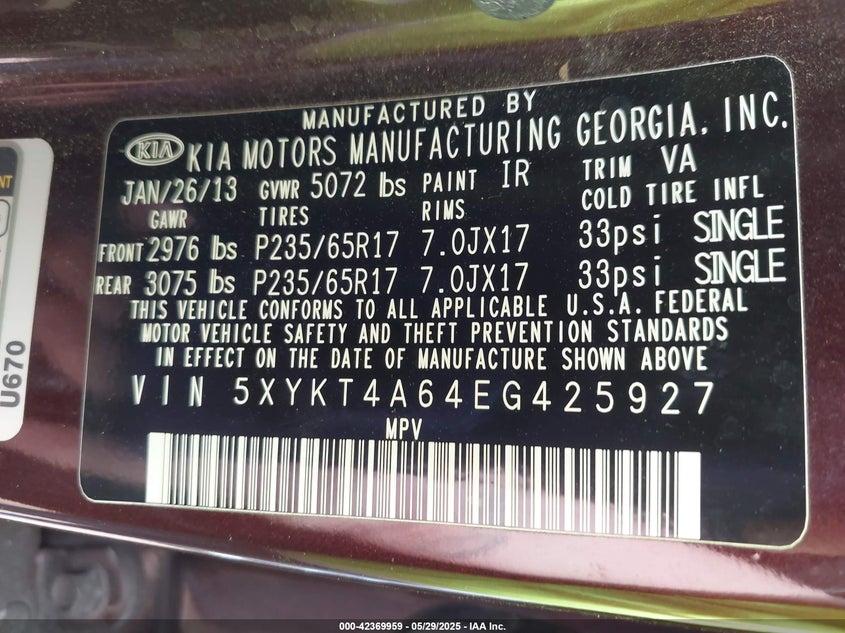 MANUFACTURED BY
KIA KIA MOTORS MANUFACTURING GEORGIA, INC.
JAN/26/13 GVWR 5072 lbs PAINT IR TRIM VA
GAWR TIRES RIMS COLD TIRE INFL
FRONT 2976 lbs P235/65R17 7.0JX17 33psi SINGLE
REAR 3075 lbs P235/65R17 7.0JX17 33psi SINGLE
THIS VEHICLE CONFORMS TO ALL APPLICABLE U.S.A. FEDERAL
MOTOR VEHICLE SAFETY AND THEFT PREVENTION STANDARDS
IN EFFECT ON THE DATE OF MANUFACTURE SHOWN ABOVE
VIN 5XYKT4A64EG425927
MPV
U670
000-42369959 - 05/29/2025 - IAA Inc.